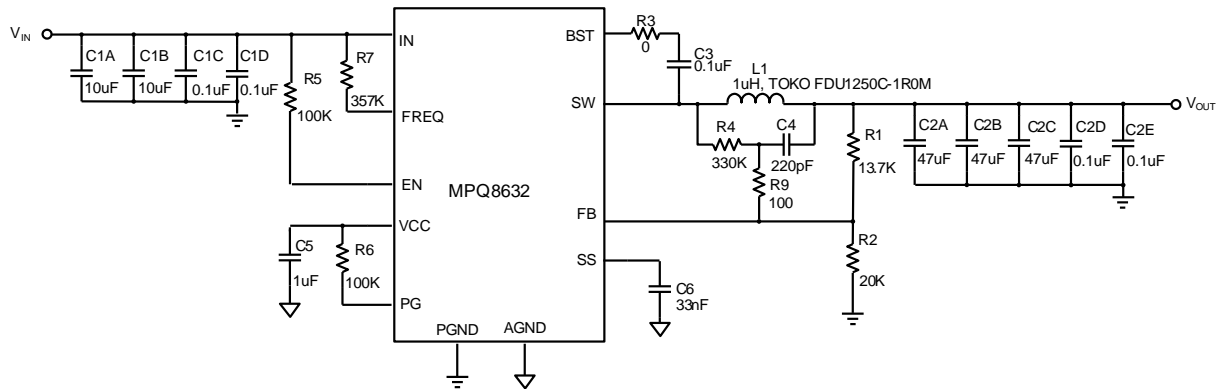 V_IN
C1A
10uF
C1B
10uF
C1C
0.1uF
C1D
0.1uF
R5
100K
R7
357K
C5
1uF
R6
100K
IN
FREQ
EN
VCC
PG
MPQ8632
PGND
AGND
BST
SW
FB
SS
R3
0
C3
0.1uF
L1
1uH, TOKO FDU1250C-1R0M
R4
330K
C4
220pF
R9
100
R1
13.7K
R2
20K
C6
33nF
C2A
47uF
C2B
47uF
C2C
47uF
C2D
0.1uF
C2E
0.1uF
V_OUT